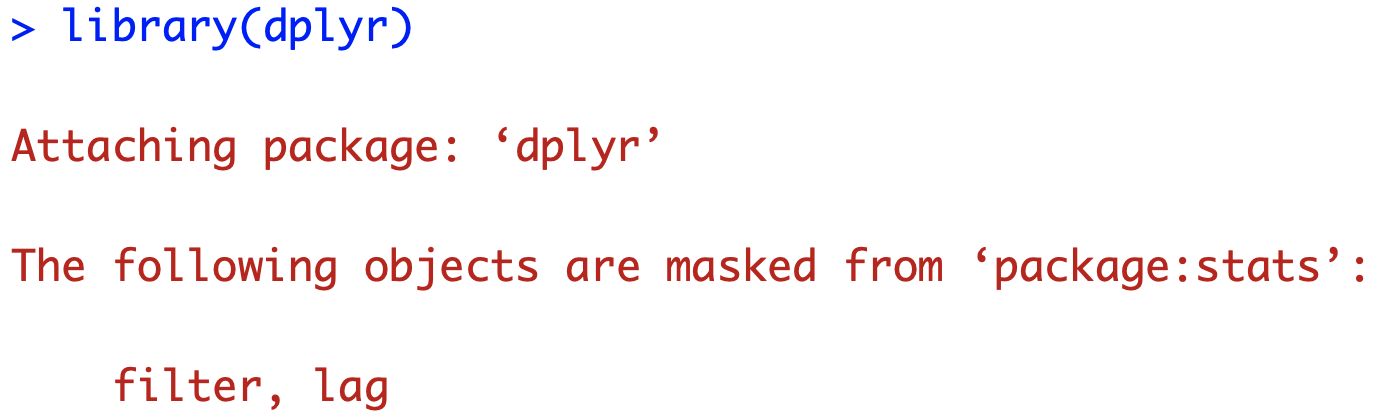 > library(dplyr)
Attaching package: ‘dplyr’
The following objects are masked from ‘package:stats’:
filter, lag